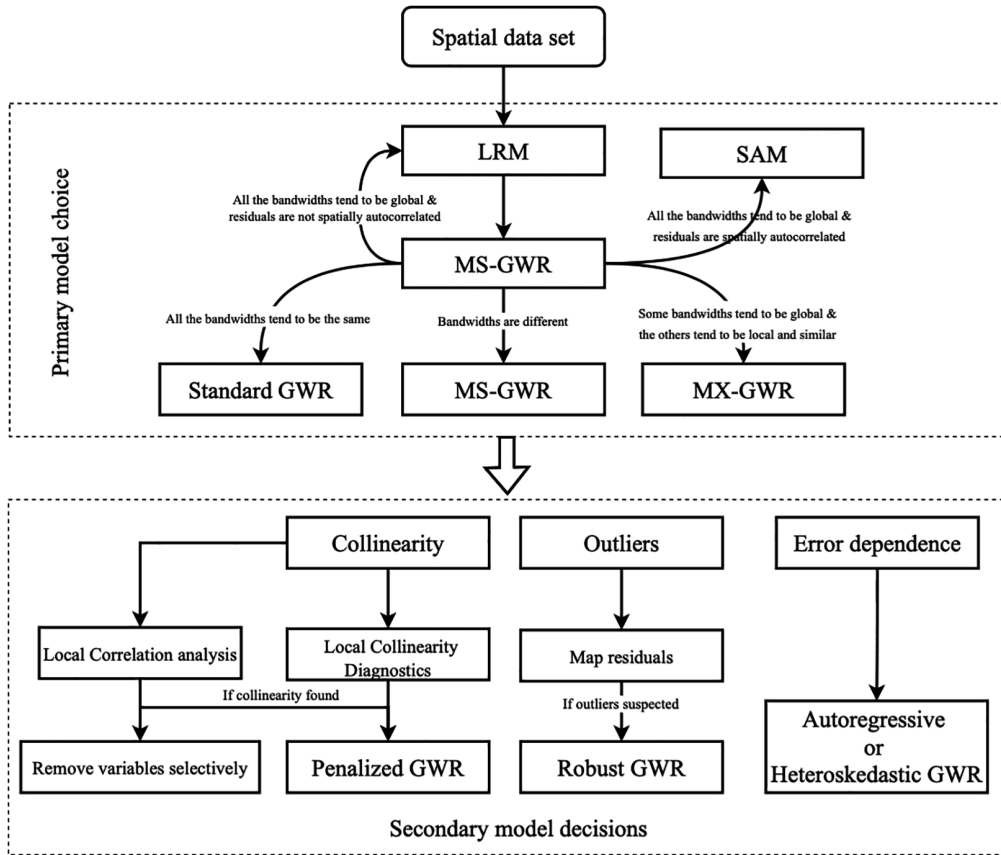 Spatial data set
Primary model choice
LRM
SAM
All the bandwidths tend to be global &
residuals are not spatially autocorrelated
All the bandwidths tend to be global &
residuals are spatially autocorrelated
MS-GWR
All the bandwidths tend to be the same
Bandwidths are different
Some bandwidths tend to be global &
the others tend to be local and similar
Standard GWR
MS-GWR
MX-GWR
Collinearity
Outliers
Error dependence
Local Correlation analysis
Local Collinearity
Diagnostics
Map residuals
If collinearity found
If outliers suspected
Remove variables selectively
Penalized GWR
Robust GWR
Autoregressive
or
Heteroskedastic GWR
Secondary model decisions